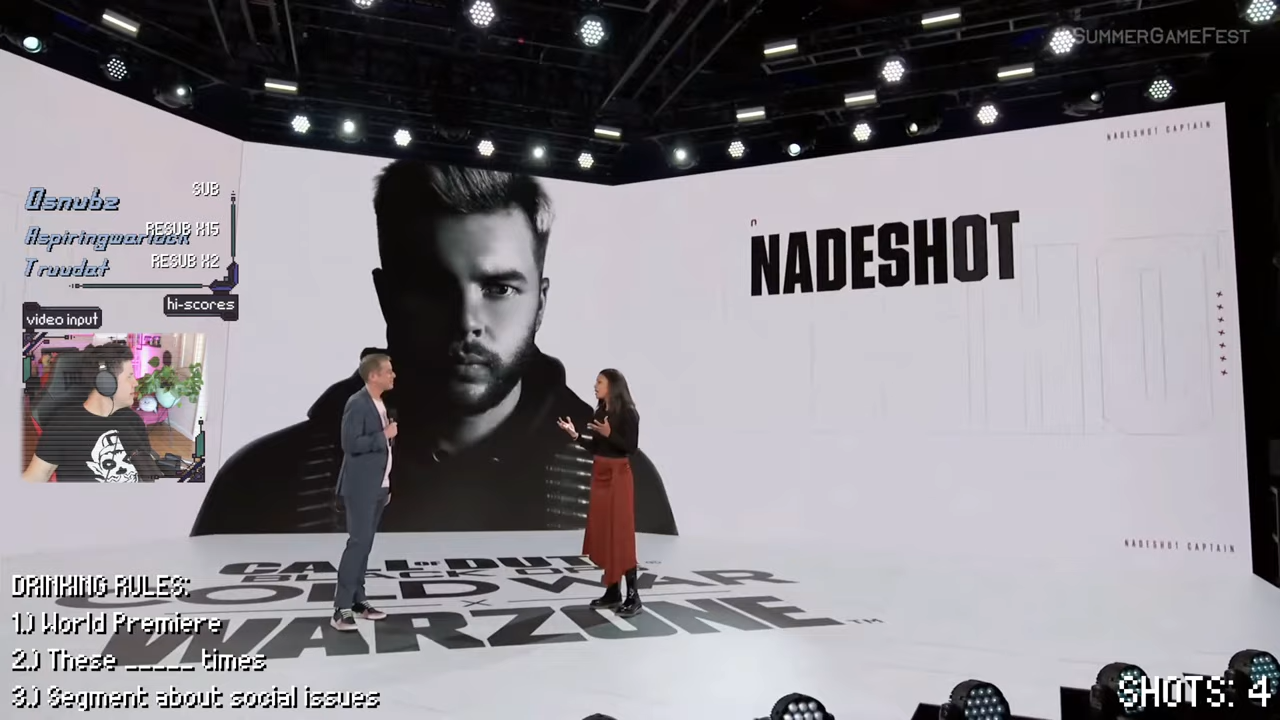 SUMMERGAMEFEST
NADESHOT CAPTAIN
Osnube
SUB
Aspiringwarlock
RESUB X15
Truudat
RESUB X2
hi-scores
video input
NADESHOT
NADESHOT CAPTAIN
CALL OF DUTY
BLACK OPS
COLD WAR
X
WARZONE™
DRINKING RULES:
1.) World Premiere
2.) These _____ times
3.) Segment about social issues
SHOTS: 4